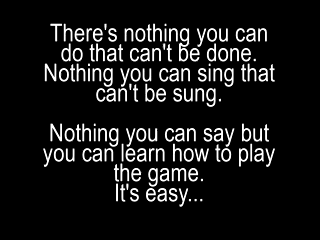 There's nothing you can
do that can't be done.
Nothing you can sing that
can't be sung.
Nothing you can say but
you can learn how to play
the game.
It's easy...